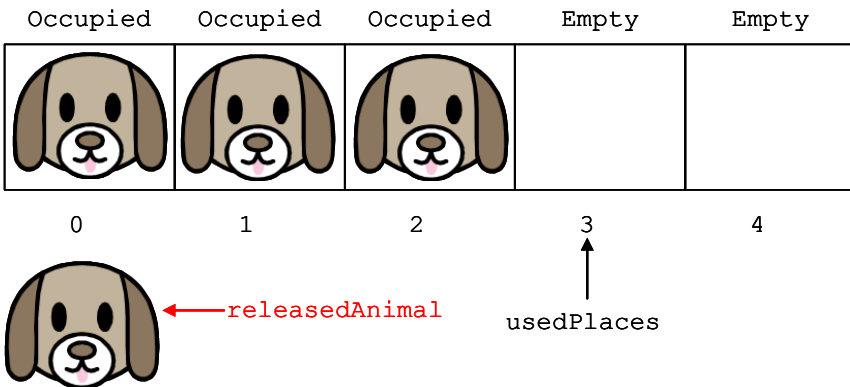 Occupied Occupied Occupied Empty Empty
0 1 2 3 4
releasedAnimal
usedPlaces